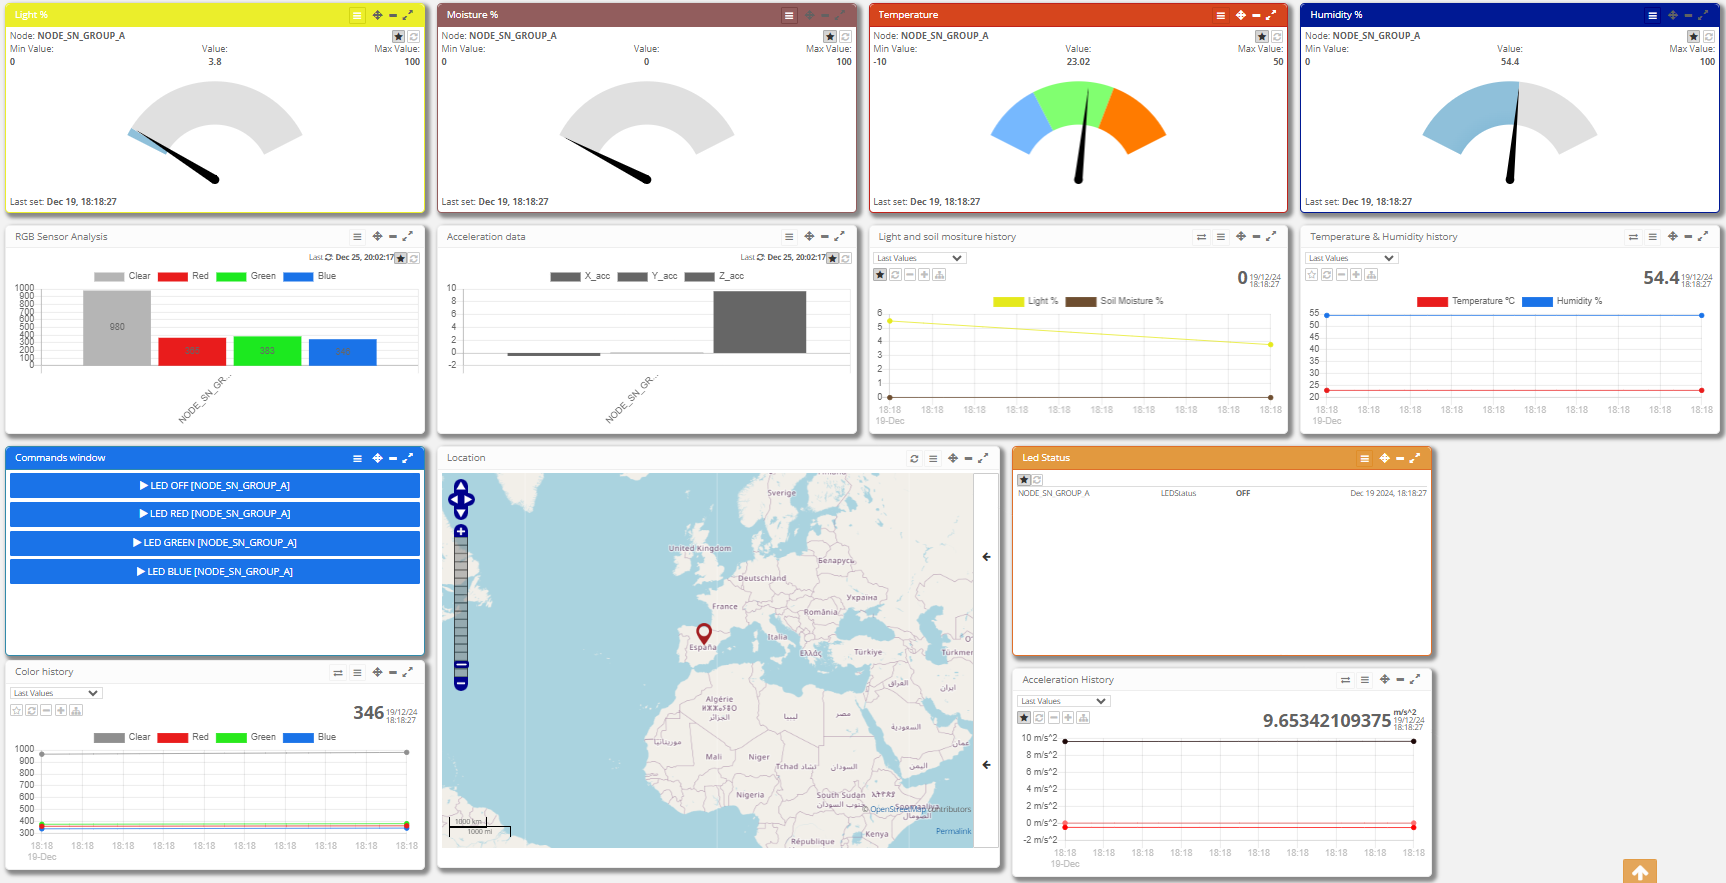 Light %
Node: NODE_SN_GROUP_A
Min Value: Value: Max Value:
0 3.8 100
Last set: Dec 19, 18:18:27
Moisture %
Node: NODE_SN_GROUP_A
Min Value: Value: Max Value:
0 0 100
Last set: Dec 19, 18:18:27
Temperature
Node: NODE_SN_GROUP_A
Min Value: Value: Max Value:
-10 23.02 50
Last set: Dec 19, 18:18:27
Humidity %
Node: NODE_SN_GROUP_A
Min Value: Value: Max Value:
0 54.4 100
Last set: Dec 19, 18:18:27
RGB Sensor Analysis
Last Dec 25, 20:02:17
Clear Red Green Blue
1000
900
800
700
600
500
400
300
200
100
0
980
383
NODE_SN_GR...
Acceleration data
Last Dec 25, 20:02:17
X_acc Y_acc Z_acc
10
8
6
4
2
0
-2
NODE_SN_GR...
Light and soil mositure history
Last Values
0 19/12/24
18:18:27
Light % Soil Moisture %
6
5
4
3
2
1
0
18:18 18:18 18:18 18:18 18:18 18:18 18:18 18:18 18:18 18:18
19-Dec
Temperature & Humidity history
Last Values
54.4 19/12/24
18:18:27
Temperature °C Humidity %
55
50
45
40
35
30
25
20
18:18 18:18 18:18 18:18 18:18 18:18 18:18 18:18 18:18 18:18
19-Dec
Commands window
LED OFF [NODE_SN_GROUP_A]
LED RED [NODE_SN_GROUP_A]
LED GREEN [NODE_SN_GROUP_A]
LED BLUE [NODE_SN_GROUP_A]
Location
Sverige
United Kingdom
Беларусь
Deutschland
Україна
France
România
Italia
España
Ελλάς
Türkiye
Türkmen
العراق
ایران
Algérie
ⵍⵣⵣⴰⵢⴻⵔ
الجزائر
ليبيا
مصر
السعودية
موريتانيا
عمان
Mali
Niger
Tchad تشاد
السودان
اليمن
Nigeria
South Sudan
جنوب السودان
Soomaaliya
الصومال
© OpenStreetMap contributors
Kenya
République
Permalink
1000 km
1000 mi
Led Status
NODE_SN_GROUP_A LEDStatus OFF Dec 19 2024, 18:18:27
Color history
Last Values
346 19/12/24
18:18:27
Clear Red Green Blue
1000
900
800
700
600
500
400
300
18:18 18:18 18:18 18:18 18:18 18:18 18:18 18:18 18:18 18:18
19-Dec
Acceleration History
Last Values
9.65342109375 m/s^2
19/12/24
18:18:27
10 m/s^2
8 m/s^2
6 m/s^2
4 m/s^2
2 m/s^2
0 m/s^2
-2 m/s^2
18:18 18:18 18:18 18:18 18:18 18:18 18:18 18:18 18:18 18:18
19-Dec